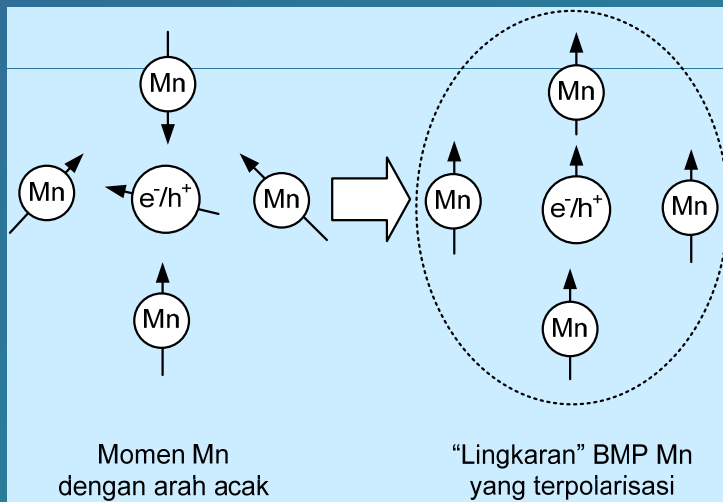 Mn
Mn
Mn
e⁻/h⁺
Mn
Mn
Mn
e⁻/h⁺
Mn
Mn
Momen Mn
dengan arah acak
“Lingkaran” BMP Mn
yang terpolarisasi